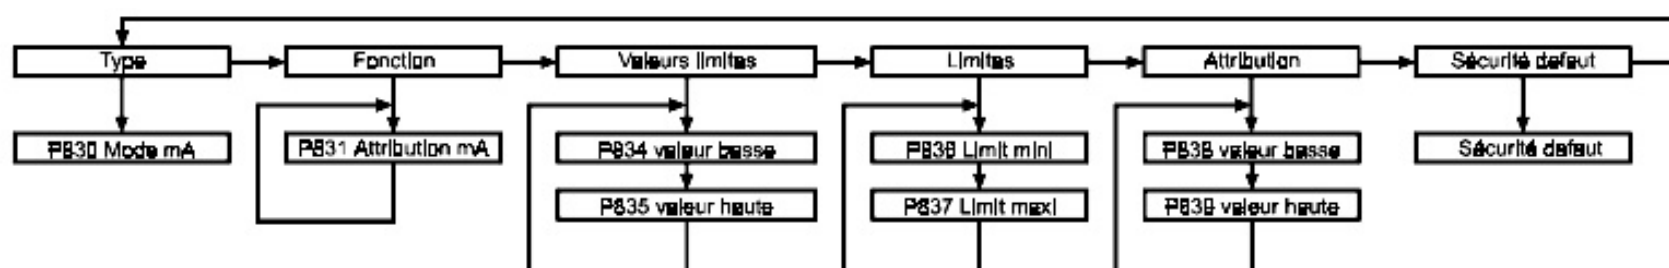 Type
Fonction
Valeurs limites
Limites
Attribution
Sécurité defaut
P830 Mode mA
P831 Attribution mA
P834 valeur basse
P836 Limit mini
P838 valeur basse
Sécurité defaut
P835 valeur haute
P837 Limit maxi
P839 valeur haute